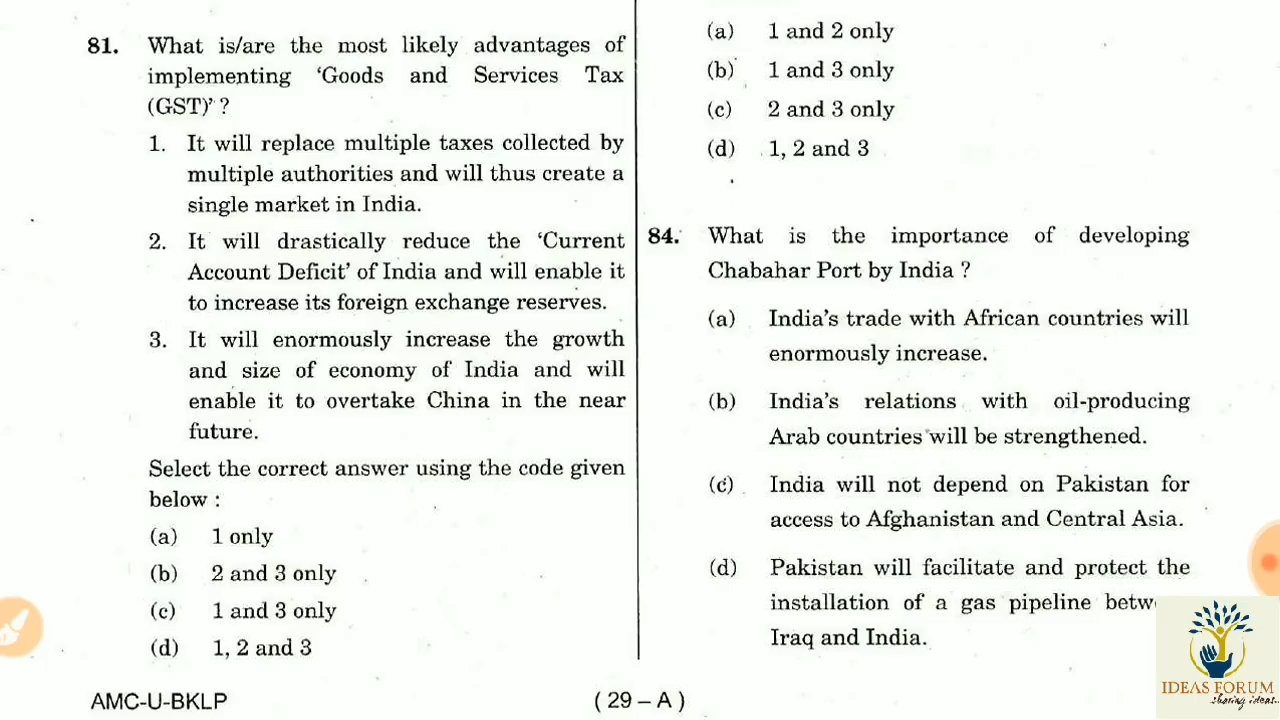 81. What is/are the most likely advantages of
implementing ‘Goods and Services Tax
(GST)’ ?
1. It will replace multiple taxes collected by
multiple authorities and will thus create a
single market in India.
2. It will drastically reduce the ‘Current
Account Deficit’ of India and will enable it
to increase its foreign exchange reserves.
3. It will enormously increase the growth
and size of economy of India and will
enable it to overtake China in the near
future.
Select the correct answer using the code given
below :
(a) 1 only
(b) 2 and 3 only
(c) 1 and 3 only
(d) 1, 2 and 3
(a) 1 and 2 only
(b) 1 and 3 only
(c) 2 and 3 only
(d) 1, 2 and 3
84. What is the importance of developing
Chabahar Port by India ?
(a) India’s trade with African countries will
enormously increase.
(b) India’s relations with oil-producing
Arab countries will be strengthened.
(c) India will not depend on Pakistan for
access to Afghanistan and Central Asia.
(d) Pakistan will facilitate and protect the
installation of a gas pipeline
Iraq and India.
AMC-U-BKLP
( 29 – A )
IDEAS FORUM
sharing ideas..